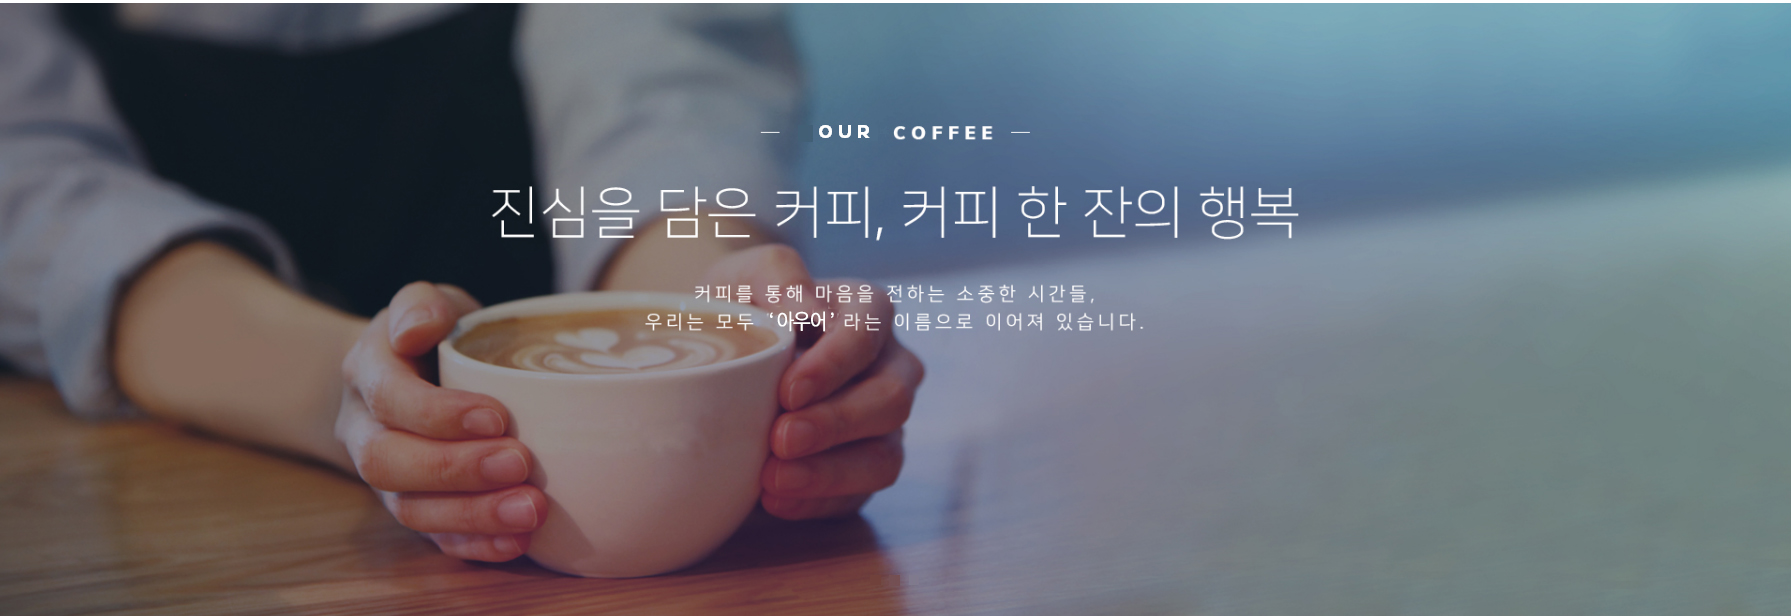 — OUR COFFEE —
진심을 담은 커피, 커피 한 잔의 행복
커피를 통해 마음을 전하는 소중한 시간들,
우리는 모두 ‘아우어’ 라는 이름으로 이어져 있습니다.